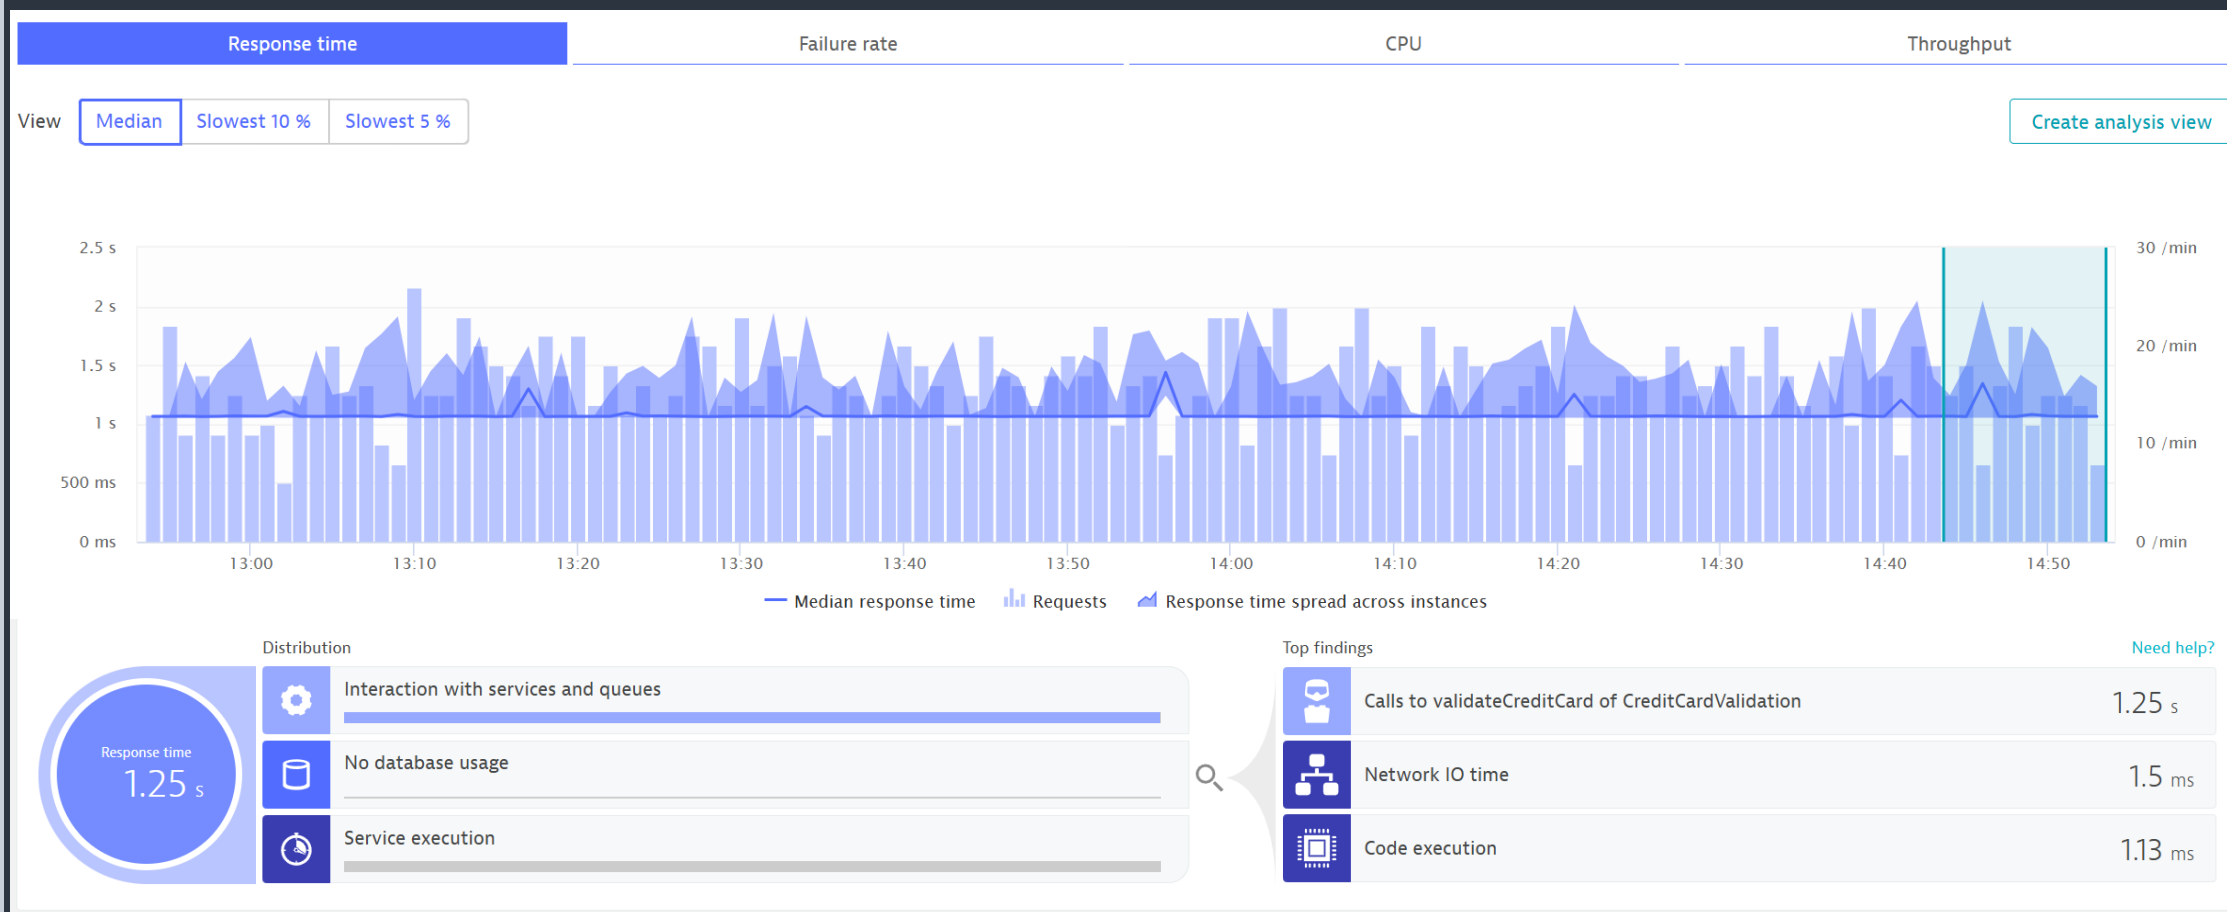 Response time
Failure rate
CPU
Throughput
View
Median
Slowest 10 %
Slowest 5 %
Create analysis view
2.5 s
2 s
1.5 s
1 s
500 ms
0 ms
30 /min
20 /min
10 /min
0 /min
13:00
13:10
13:20
13:30
13:40
13:50
14:00
14:10
14:20
14:30
14:40
14:50
Median response time
Requests
Response time spread across instances
Response time
1.25 s
Distribution
Interaction with services and queues
No database usage
Service execution
Top findings
Need help?
Calls to validateCreditCard of CreditCardValidation
1.25 s
Network IO time
1.5 ms
Code execution
1.13 ms